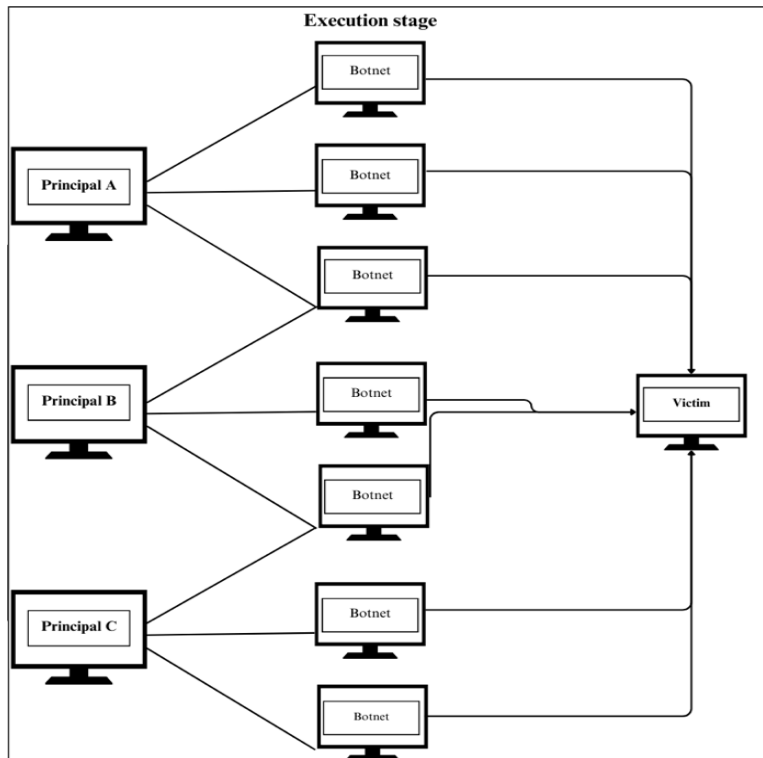 Execution stage
Botnet
Botnet
Principal A
Botnet
Botnet
Principal B
Victim
Botnet
Botnet
Principal C
Botnet